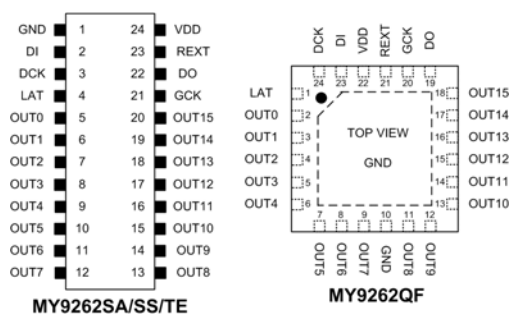 GND 1 24 VDD
DI 2 23 REXT
DCK 3 22 DO
LAT 4 21 GCK
OUT0 5 20 OUT15
OUT1 6 19 OUT14
OUT2 7 18 OUT13
OUT3 8 17 OUT12
OUT4 9 16 OUT11
OUT5 10 15 OUT10
OUT6 11 14 OUT9
OUT7 12 13 OUT8
MY9262SA/SS/TE
DCK DI VDD REXT GCK DO
24 23 22 21 20 19
LAT 1 18 OUT15
OUT0 2 17 OUT14
OUT1 3 TOP VIEW 16 OUT13
OUT2 4 GND 15 OUT12
OUT3 5 14 OUT11
OUT4 6 13 OUT10
7 8 9 10 11 12
OUT5 OUT6 OUT7 GND OUT8 OUT9
MY9262QF